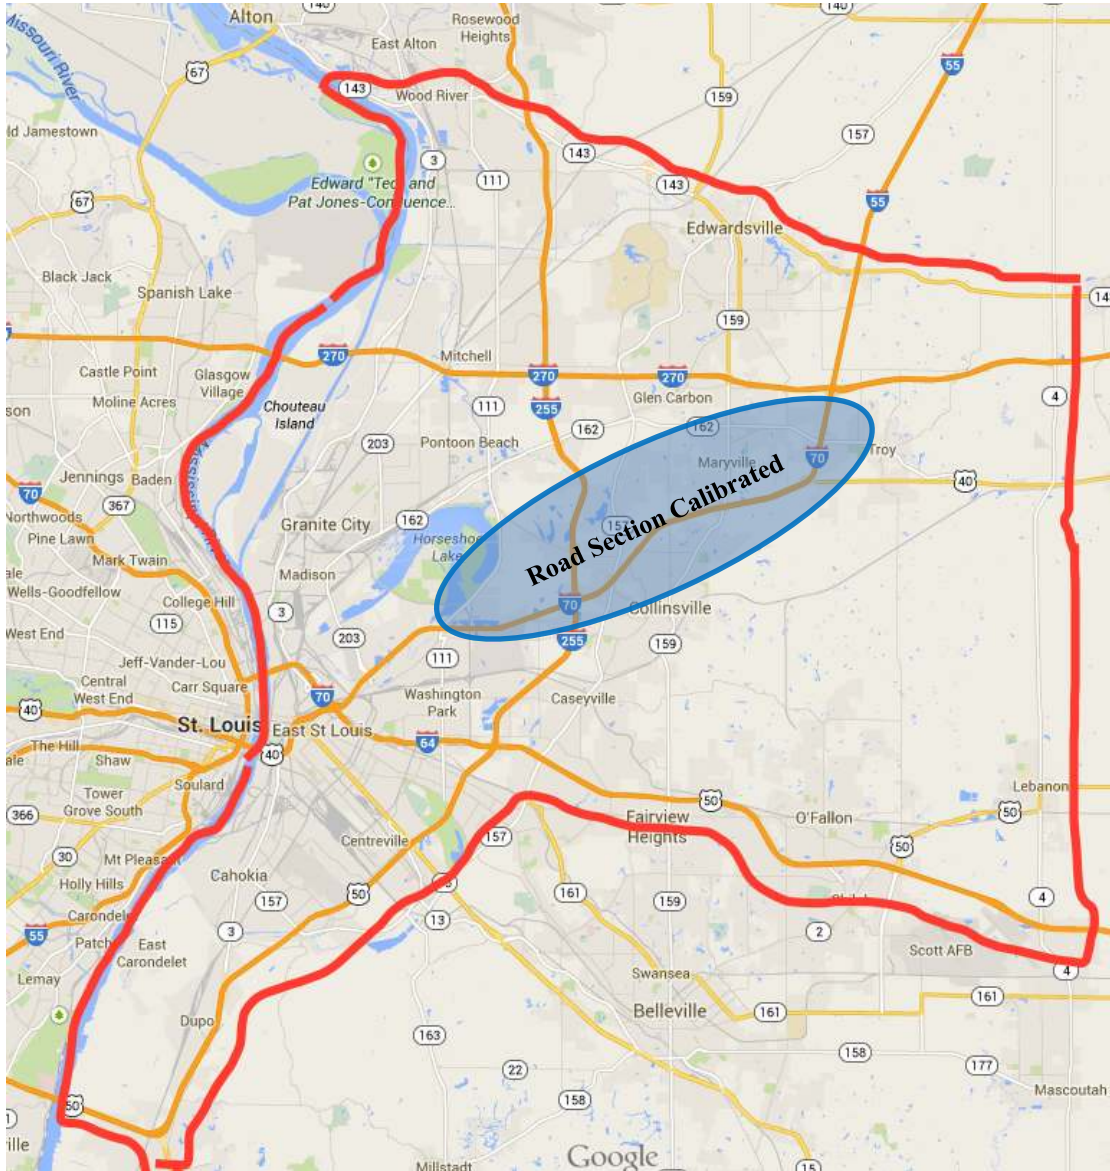 Alton
140
140
Rosewood
Heights
East Alton
Missouri River
67
55
143
Wood River
159
157
3
143
111
143
Edward "Ted" and
Pat Jones-Confluence...
67
55
Edwardsville
Black Jack
Spanish Lake
159
270
Mitchell
270
270
Castle Point
Glasgow
Village
Glen Carbon
4
Moline Acres
111
255
Chouteau
Island
162
162
203
Pontoon Beach
Troy
Maryville
70
Jennings
Baden
40
70
367
Road Section Calibrated
Northwoods
Granite City
162
157
Pine Lawn
Horseshoe
Lake
Mark Twain
Madison
Wells-Goodfellow
College Hill
3
70
Collinsville
115
203
West End
255
111
159
Jeff-Vander-Lou
Central
West End
Carr Square
70
Washington
Park
Caseyville
40
St. Louis
East St Louis
64
The Hill
Shaw
40
Soulard
Lebanon
Tower
Grove South
366
50
50
Fairview
Heights
O'Fallon
157
Centreville
50
30
Mt Pleasant
Cahokia
Holly Hills
50
161
157
159
4
Carondelet
13
55
Patch
3
2
East
Carondelet
Scott AFB
Lemay
4
Swansea
161
Belleville
161
Dupo
163
158
22
177
50
158
Mascoutah
Google
Millstadt
15